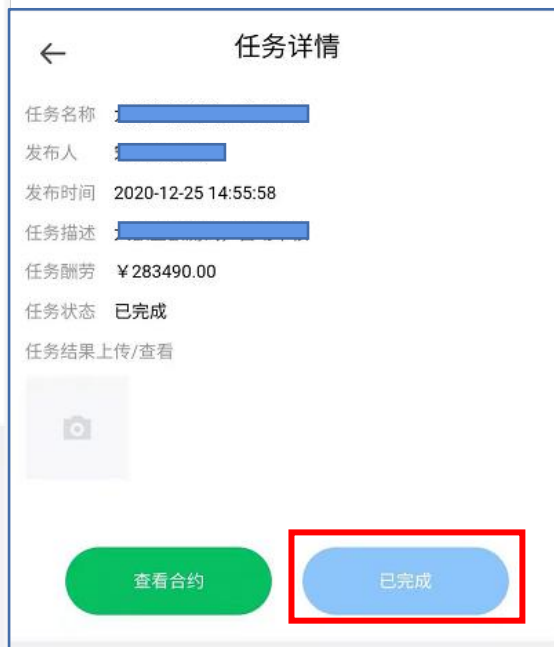 任务详情
任务名称
发布人
发布时间 2020-12-25 14:55:58
任务描述
任务酬劳 ￥283490.00
任务状态 已完成
任务结果上传/查看
查看合约 已完成